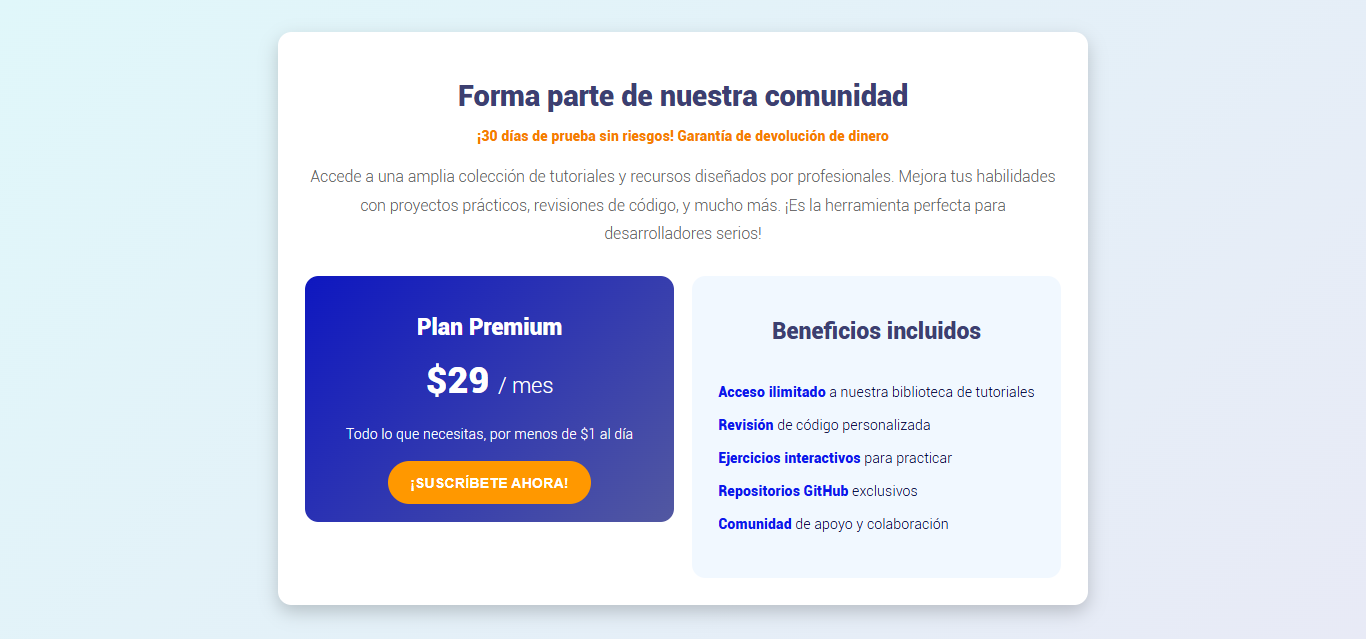 Forma parte de nuestra comunidad
¡30 días de prueba sin riesgos! Garantía de devolución de dinero
Accede a una amplia colección de tutoriales y recursos diseñados por profesionales. Mejora tus habilidades
con proyectos prácticos, revisiones de código, y mucho más. ¡Es la herramienta perfecta para
desarrolladores serios!
Plan Premium
$29 / mes
Todo lo que necesitas, por menos de $1 al día
¡SUSCRÍBETE AHORA!
Beneficios incluidos
Acceso ilimitado a nuestra biblioteca de tutoriales
Revisión de código personalizada
Ejercicios interactivos para practicar
Repositorios GitHub exclusivos
Comunidad de apoyo y colaboración